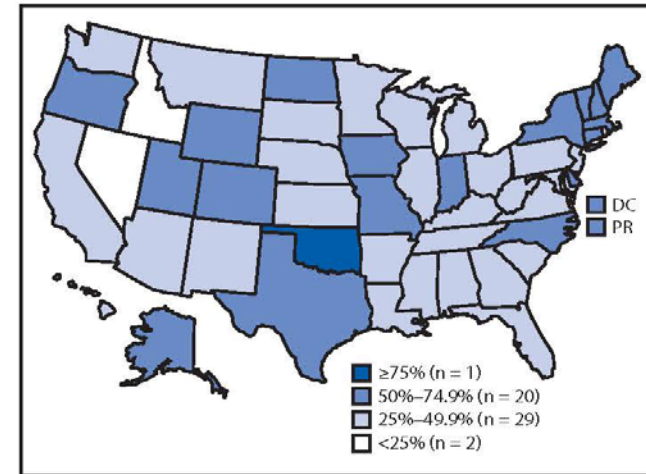 DC
PR
≥75% (n = 1)
50%–74.9% (n = 20)
25%–49.9% (n = 29)
<25% (n = 2)